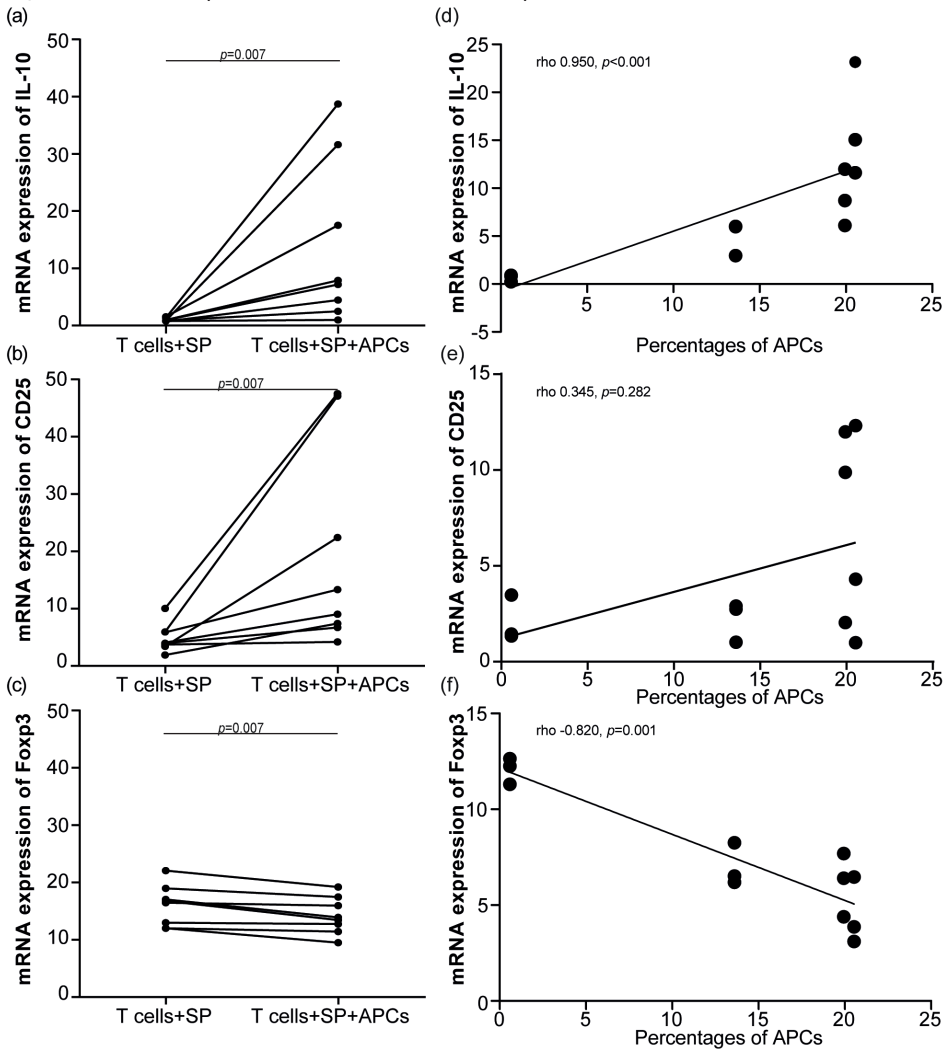 (a)
mRNA expression of IL-10
50
40
30
20
10
0
p=0.007
T cells+SP
T cells+SP+APCs
(d)
mRNA expression of IL-10
25
20
15
10
5
0
-5
rho 0.950, p<0.001
5
10
15
20
25
Percentages of APCs
(b)
mRNA expression of CD25
50
40
30
20
10
0
p=0.007
T cells+SP
T cells+SP+APCs
(e)
mRNA expression of CD25
15
10
5
0
rho 0.345, p=0.282
0
5
10
15
20
25
Percentages of APCs
(c)
mRNA expression of Foxp3
50
40
30
20
10
0
p=0.007
T cells+SP
T cells+SP+APCs
(f)
mRNA expression of Foxp3
15
10
5
0
rho -0.820, p=0.001
0
5
10
15
20
25
Percentages of APCs